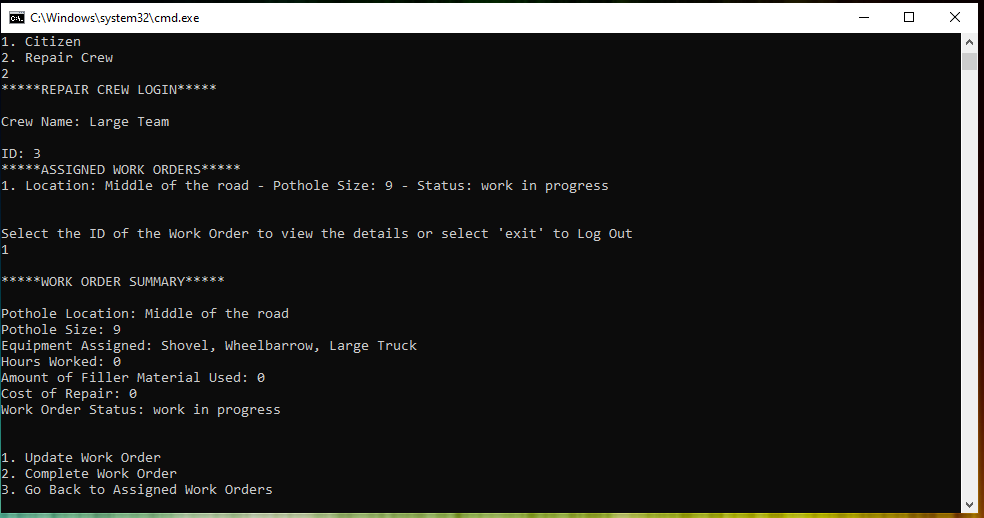 C:\Windows\system32\cmd.exe
1. Citizen
2. Repair Crew
2
*****REPAIR CREW LOGIN*****
Crew Name: Large Team
ID: 3
*****ASSIGNED WORK ORDERS*****
1. Location: Middle of the road - Pothole Size: 9 - Status: work in progress
Select the ID of the Work Order to view the details or select 'exit' to Log Out
1
*****WORK ORDER SUMMARY*****
Pothole Location: Middle of the road
Pothole Size: 9
Equipment Assigned: Shovel, Wheelbarrow, Large Truck
Hours Worked: 0
Amount of Filler Material Used: 0
Cost of Repair: 0
Work Order Status: work in progress
1. Update Work Order
2. Complete Work Order
3. Go Back to Assigned Work Orders